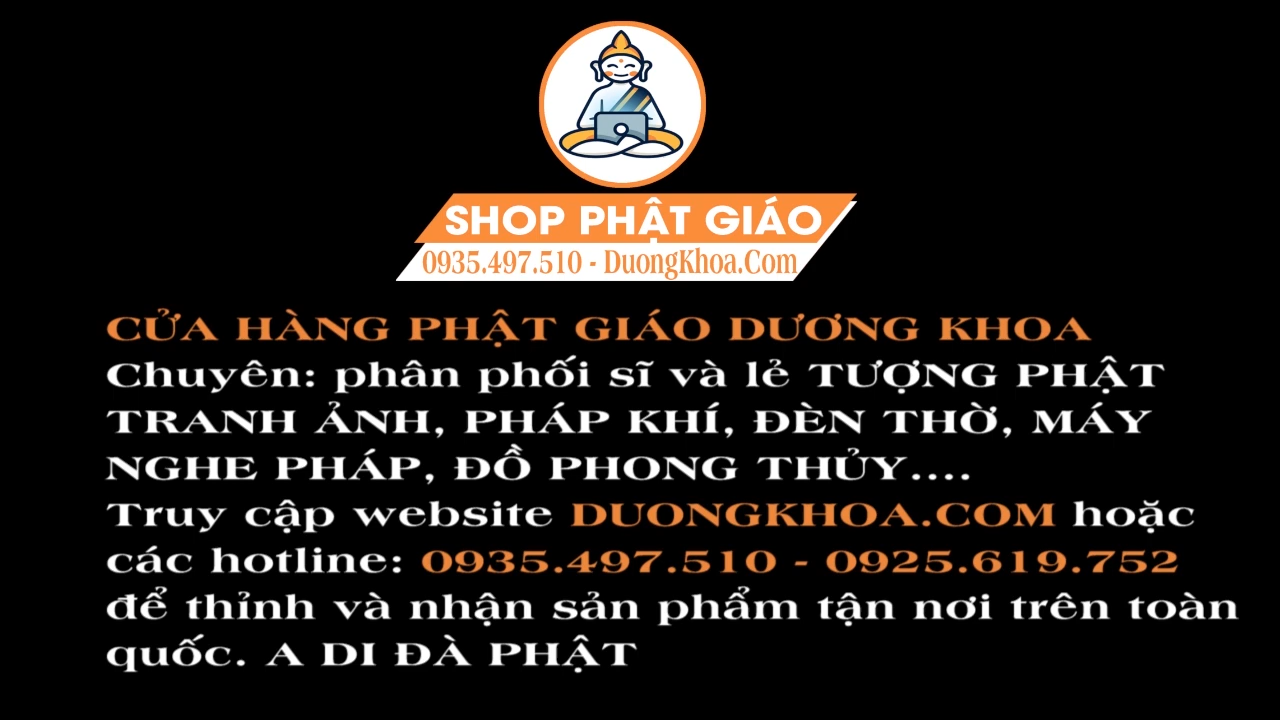 SHOP PHẬT GIÁO
0935.497.510 - DuongKhoa.Com
CỬA HÀNG PHẬT GIÁO DƯƠNG KHOA
Chuyên: phân phối sĩ và lẻ TƯỢNG PHẬT
TRANH ẢNH, PHÁP KHÍ, ĐÈN THỜ, MÁY
NGHE PHÁP, ĐỒ PHONG THỦY....
Truy cập website DUONGKHOA.COM hoặc
các hotline: 0935.497.510 - 0925.619.752
để thỉnh và nhận sản phẩm tận nơi trên toàn
quốc. A DI ĐÀ PHẬT